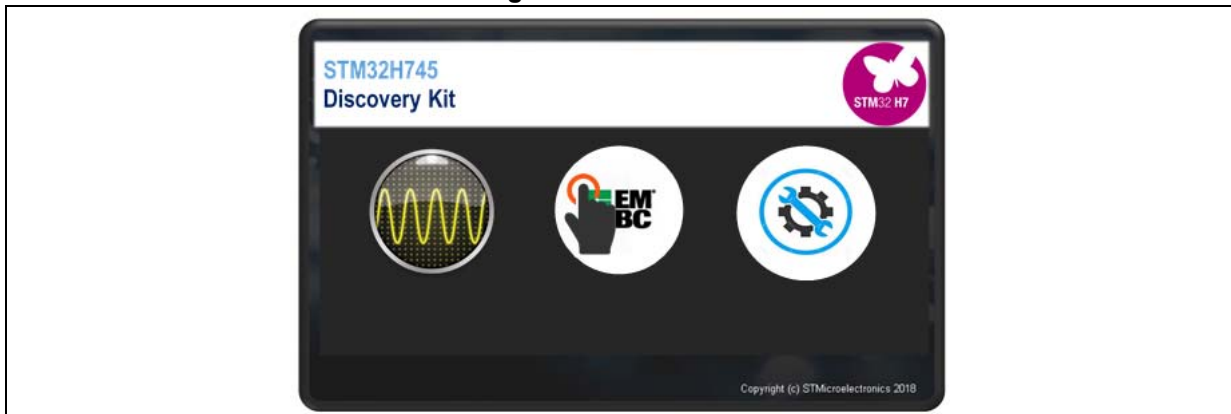 STM32H745
Discovery Kit
STM32 H7
EM
BC
Copyright (c) STMicroelectronics 2018